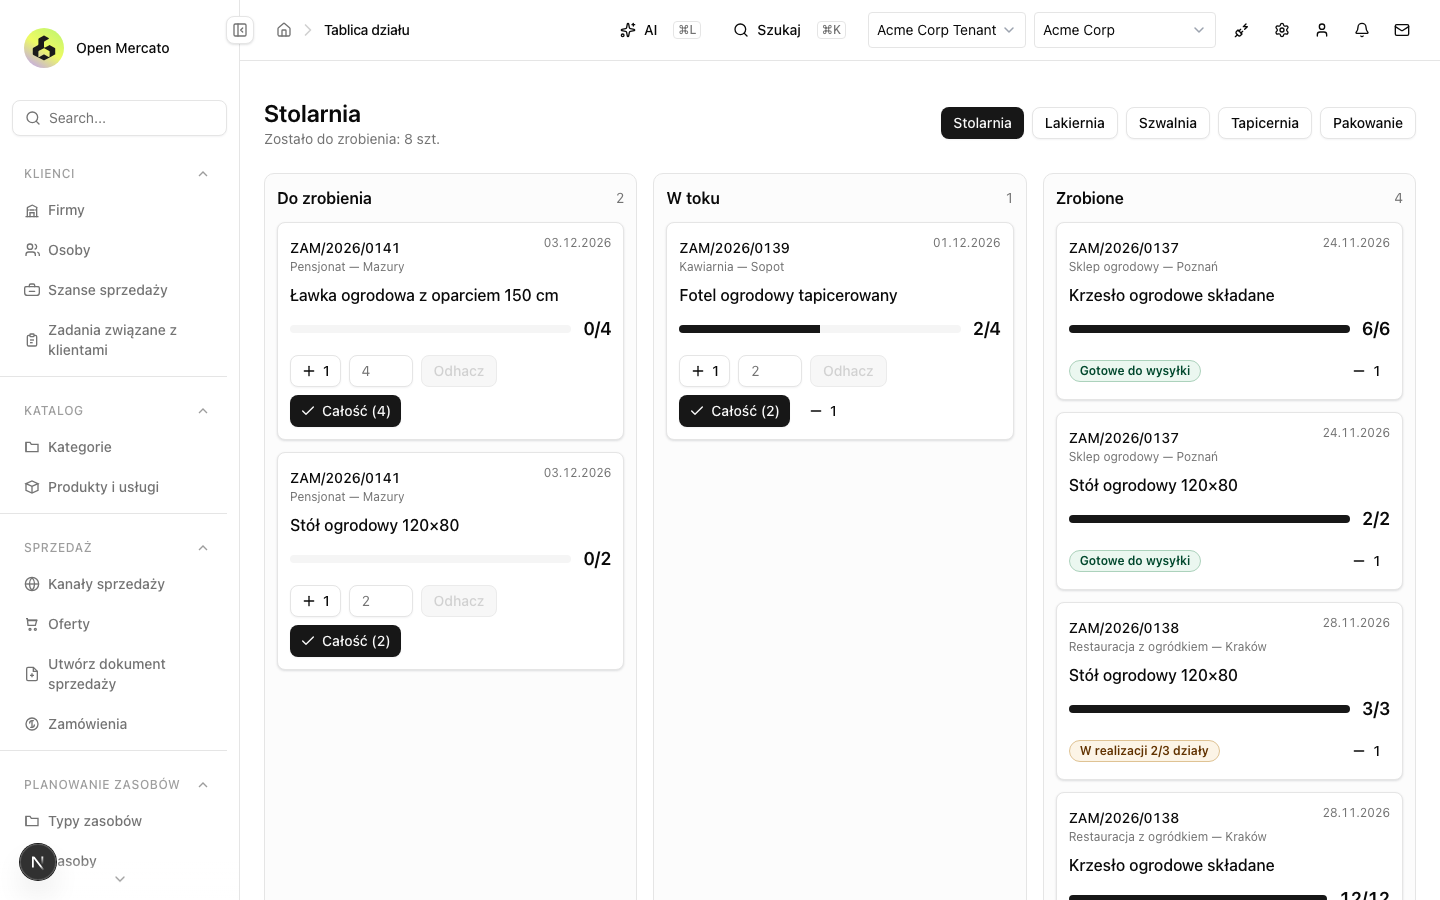 Open Mercato
Search...
KLIENCI
Firmy
Osoby
Szanse sprzedaży
Zadania związane z
klientami
KATALOG
Kategorie
Produkty i usługi
SPRZEDAŻ
Kanały sprzedaży
Oferty
Utwórz dokument
sprzedaży
Zamówienia
PLANOWANIE ZASOBÓW
Typy zasobów
asoby
N
Tablica działu
AI ⌘L
Szukaj ⌘K
Acme Corp Tenant
Acme Corp
Stolarnia
Zostało do zrobienia: 8 szt.
Stolarnia
Lakiernia
Szwalnia
Tapicernia
Pakowanie
Do zrobienia 2
ZAM/2026/0141 03.12.2026
Pensjonat — Mazury
Ławka ogrodowa z oparciem 150 cm
0/4
+ 1 4 Odhacz
Całość (4)
ZAM/2026/0141 03.12.2026
Pensjonat — Mazury
Stół ogrodowy 120×80
0/2
+ 1 2 Odhacz
Całość (2)
W toku 1
ZAM/2026/0139 01.12.2026
Kawiarnia — Sopot
Fotel ogrodowy tapicerowany
2/4
+ 1 2 Odhacz
Całość (2) − 1
Zrobione 4
ZAM/2026/0137 24.11.2026
Sklep ogrodowy — Poznań
Krzesło ogrodowe składane
6/6
Gotowe do wysyłki − 1
ZAM/2026/0137 24.11.2026
Sklep ogrodowy — Poznań
Stół ogrodowy 120×80
2/2
Gotowe do wysyłki − 1
ZAM/2026/0138 28.11.2026
Restauracja z ogródkiem — Kraków
Stół ogrodowy 120×80
3/3
W realizacji 2/3 działy − 1
ZAM/2026/0138 28.11.2026
Restauracja z ogródkiem — Kraków
Krzesło ogrodowe składane
12/12